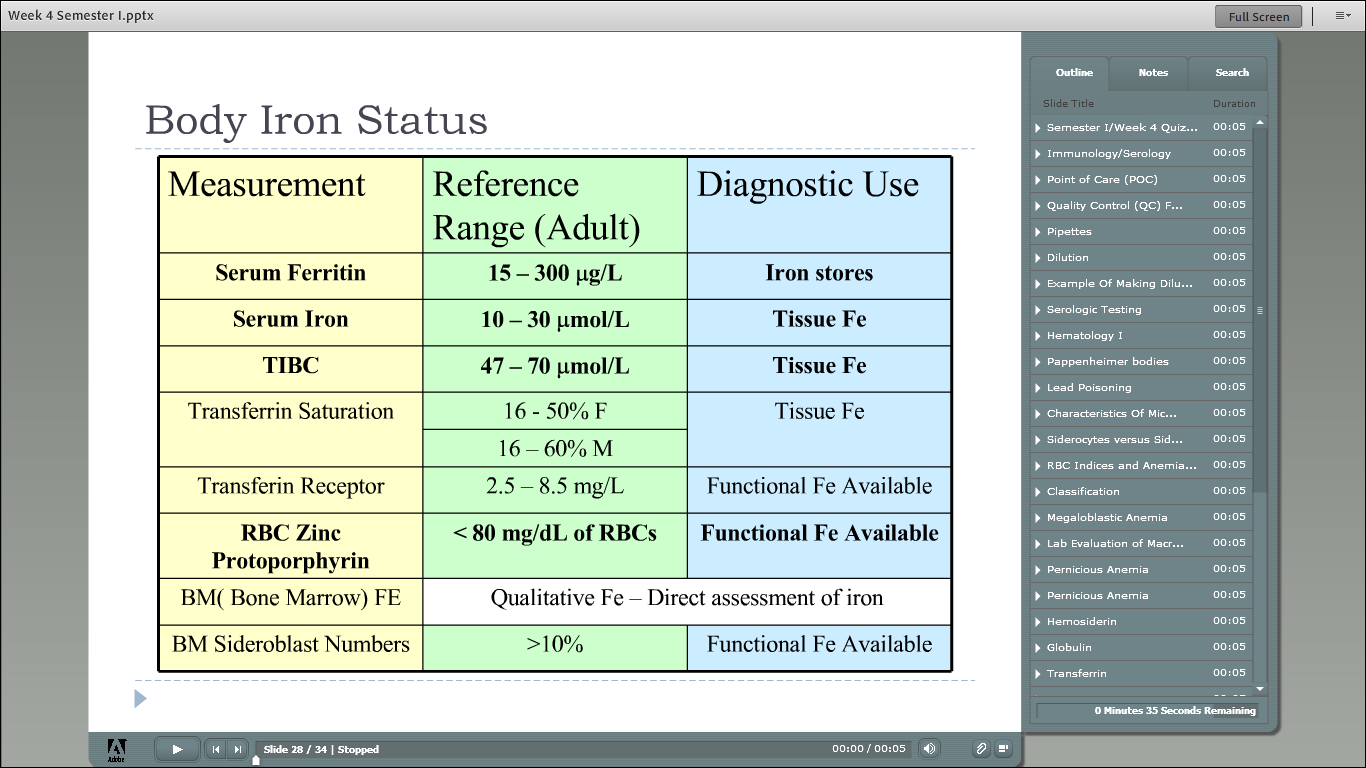 Week 4 Semester I.pptx
Full Screen
Body Iron Status
Measurement
Reference
Range (Adult)
Diagnostic Use
Serum Ferritin
15 – 300 μg/L
Iron stores
Serum Iron
10 – 30 μmol/L
Tissue Fe
TIBC
47 – 70 μmol/L
Tissue Fe
Transferrin Saturation
16 - 50% F
16 – 60% M
Tissue Fe
Transferin Receptor
2.5 – 8.5 mg/L
Functional Fe Available
RBC Zinc
Protoporphyrin
< 80 mg/dL of RBCs
Functional Fe Available
BM( Bone Marrow) FE
Qualitative Fe – Direct assessment of iron
BM Sideroblast Numbers
>10%
Functional Fe Available
Outline
Notes
Search
Slide Title Duration
Semester I/Week 4 Quiz... 00:05
Immunology/Serology 00:05
Point of Care (POC) 00:05
Quality Control (QC) F... 00:05
Pipettes 00:05
Dilution 00:05
Example Of Making Dilu... 00:05
Serologic Testing 00:05
Hematology I 00:05
Pappenheimer bodies 00:05
Lead Poisoning 00:05
Characteristics Of Mic... 00:05
Siderocytes versus Sid... 00:05
RBC Indices and Anemia... 00:05
Classification 00:05
Megaloblastic Anemia 00:05
Lab Evaluation of Macr... 00:05
Pernicious Anemia 00:05
Pernicious Anemia 00:05
Hemosiderin 00:05
Globulin 00:05
Transferrin 00:05
0 Minutes 35 Seconds Remaining
Adobe
Slide 28 / 34 | Stopped
00:00 / 00:05